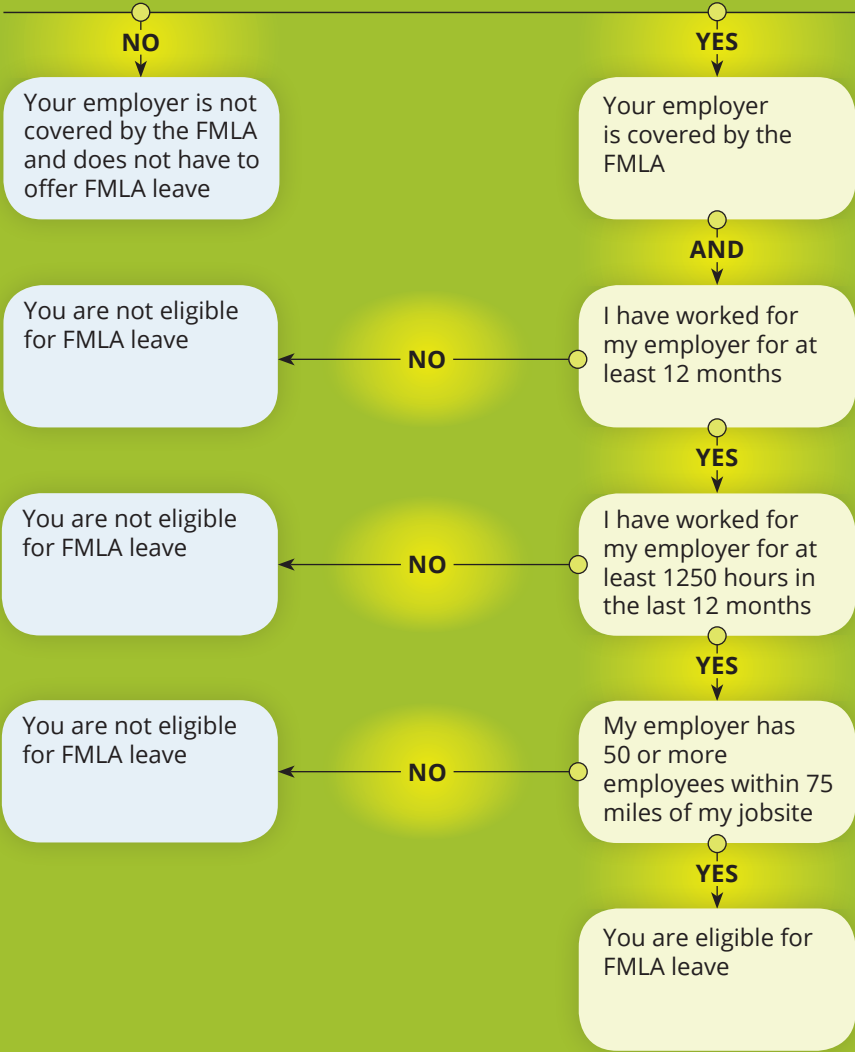 NO
YES
Your employer is not
covered by the FMLA
and does not have to
offer FMLA leave
Your employer
is covered by the
FMLA
AND
You are not eligible
for FMLA leave
NO
I have worked for
my employer for at
least 12 months
YES
You are not eligible
for FMLA leave
NO
I have worked for
my employer for at
least 1250 hours in
the last 12 months
YES
You are not eligible
for FMLA leave
NO
My employer has
50 or more
employees within 75
miles of my jobsite
YES
You are eligible for
FMLA leave